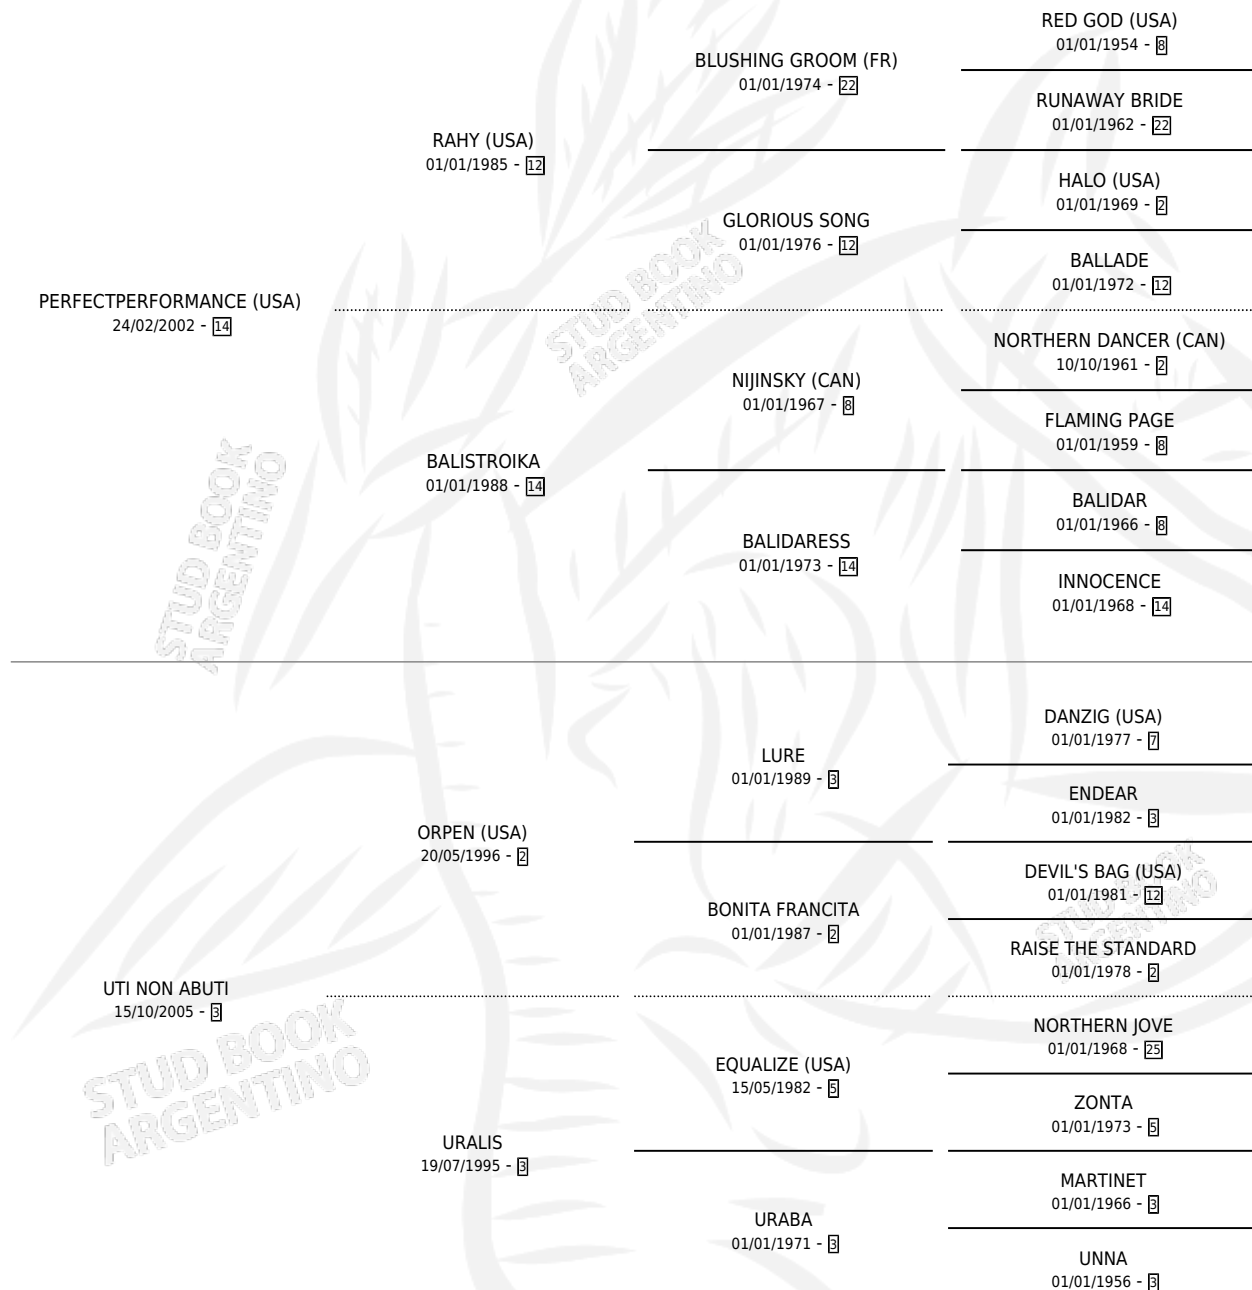 RED GOD (USA)
01/01/1954 - 8
BLUSHING GROOM (FR)
01/01/1974 - 22
RUNAWAY BRIDE
01/01/1962 - 22
RAHY (USA)
01/01/1985 - 12
HALO (USA)
01/01/1969 - 2
GLORIOUS SONG
01/01/1976 - 12
BALLADE
01/01/1972 - 12
PERFECTPERFORMANCE (USA)
24/02/2002 - 14
NORTHERN DANCER (CAN)
10/10/1961 - 2
NIJINSKY (CAN)
01/01/1967 - 8
FLAMING PAGE
01/01/1959 - 8
BALISTROIKA
01/01/1988 - 14
BALIDAR
01/01/1966 - 8
BALIDARESS
01/01/1973 - 14
INNOCENCE
01/01/1968 - 14
DANZIG (USA)
01/01/1977 - 7
LURE
01/01/1989 - 3
ENDEAR
01/01/1982 - 3
ORPEN (USA)
20/05/1996 - 2
DEVIL'S BAG (USA)
01/01/1981 - 12
BONITA FRANCITA
01/01/1987 - 2
RAISE THE STANDARD
01/01/1978 - 2
UTI NON ABUTI
15/10/2005 - 3
NORTHERN JOVE
01/01/1968 - 25
EQUALIZE (USA)
15/05/1982 - 5
ZONTA
01/01/1973 - 5
URALIS
19/07/1995 - 3
MARTINET
01/01/1966 - 3
URABA
01/01/1971 - 3
UNNA
01/01/1956 - 3
STUD BOOK
ARGENTINO
STUD BOOK
ARGENTINO
STUD BOOK
ARGENTINO
STUD BOOK
ARGENTINO